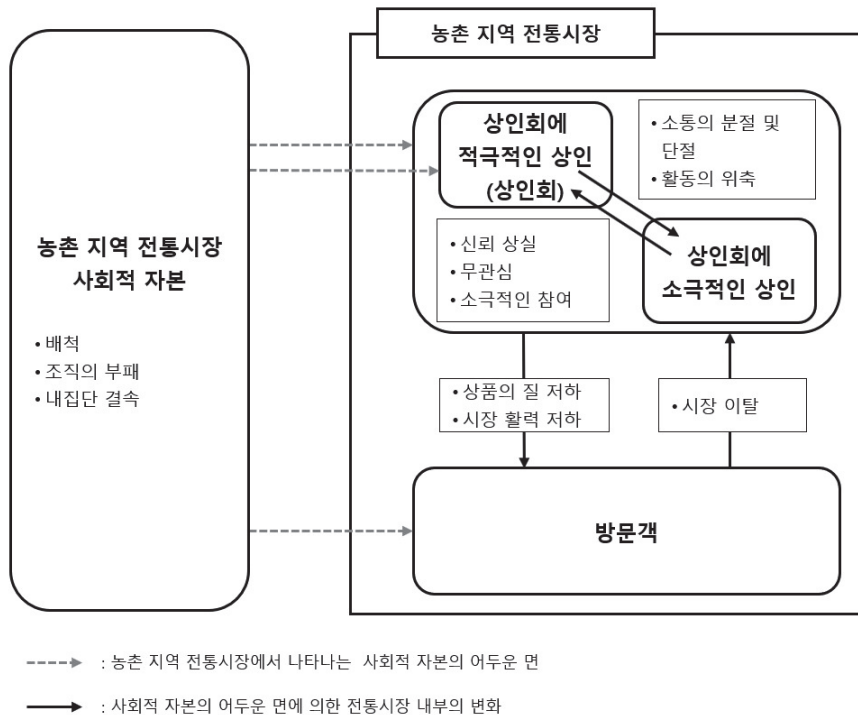 농촌 지역 전통시장
상인회에
적극적인 상인
(상인회)
• 소통의 분절 및
단절
• 활동의 위축
농촌 지역 전통시장
사회적 자본
• 배척
• 조직의 부패
• 내집단 결속
• 신뢰 상실
• 무관심
• 소극적인 참여
상인회에
소극적인 상인
• 상품의 질 저하
• 시장 활력 저하
• 시장 이탈
방문객
: 농촌 지역 전통시장에서 나타나는 사회적 자본의 어두운 면
: 사회적 자본의 어두운 면에 의한 전통시장 내부의 변화